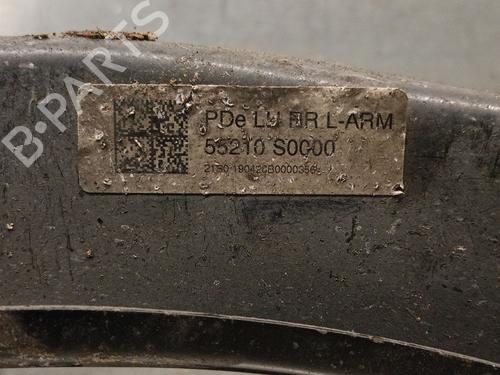 B-PARTS
PDe LU RR L-ARM
55210 S0000